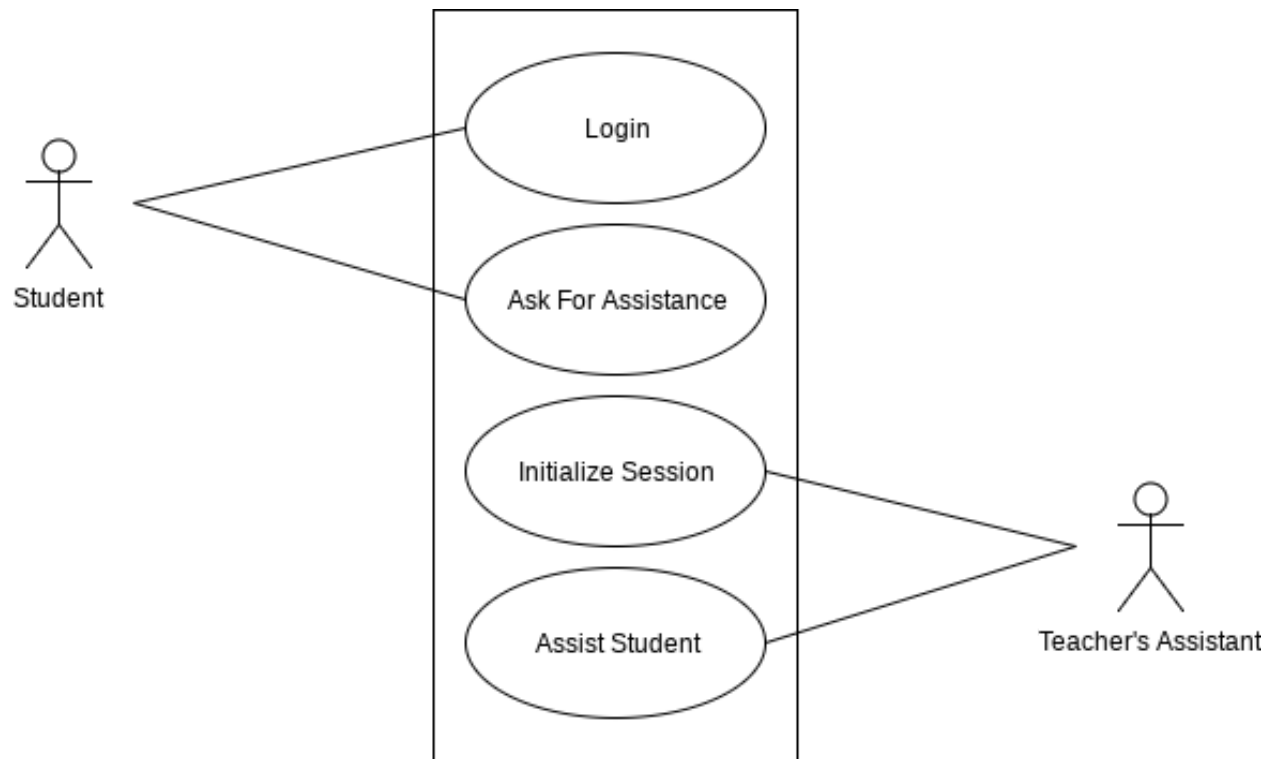 Login
Student
Ask For Assistance
Initialize Session
Assist Student
Teacher's Assistant